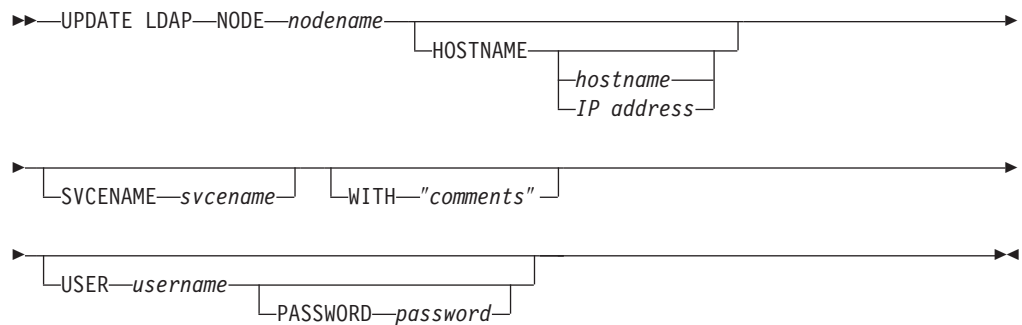 UPDATE LDAP NODE nodename
HOSTNAME
hostname
IP address
SVCENAME svcename WITH "comments"
USER username
PASSWORD password